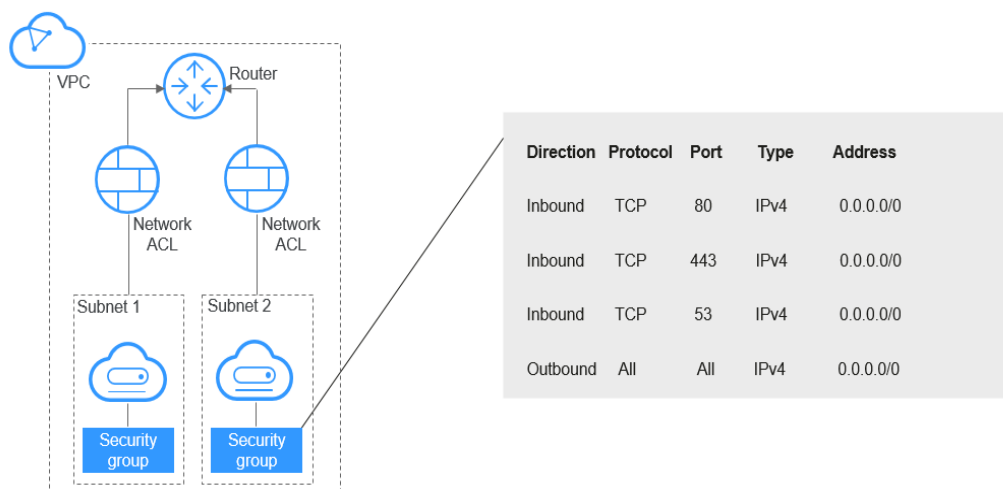 VPC
Router
Network
ACL
Network
ACL
Subnet 1
Subnet 2
Security
group
Security
group
Direction Protocol Port Type Address
Inbound TCP 80 IPv4 0.0.0.0/0
Inbound TCP 443 IPv4 0.0.0.0/0
Inbound TCP 53 IPv4 0.0.0.0/0
Outbound All All IPv4 0.0.0.0/0